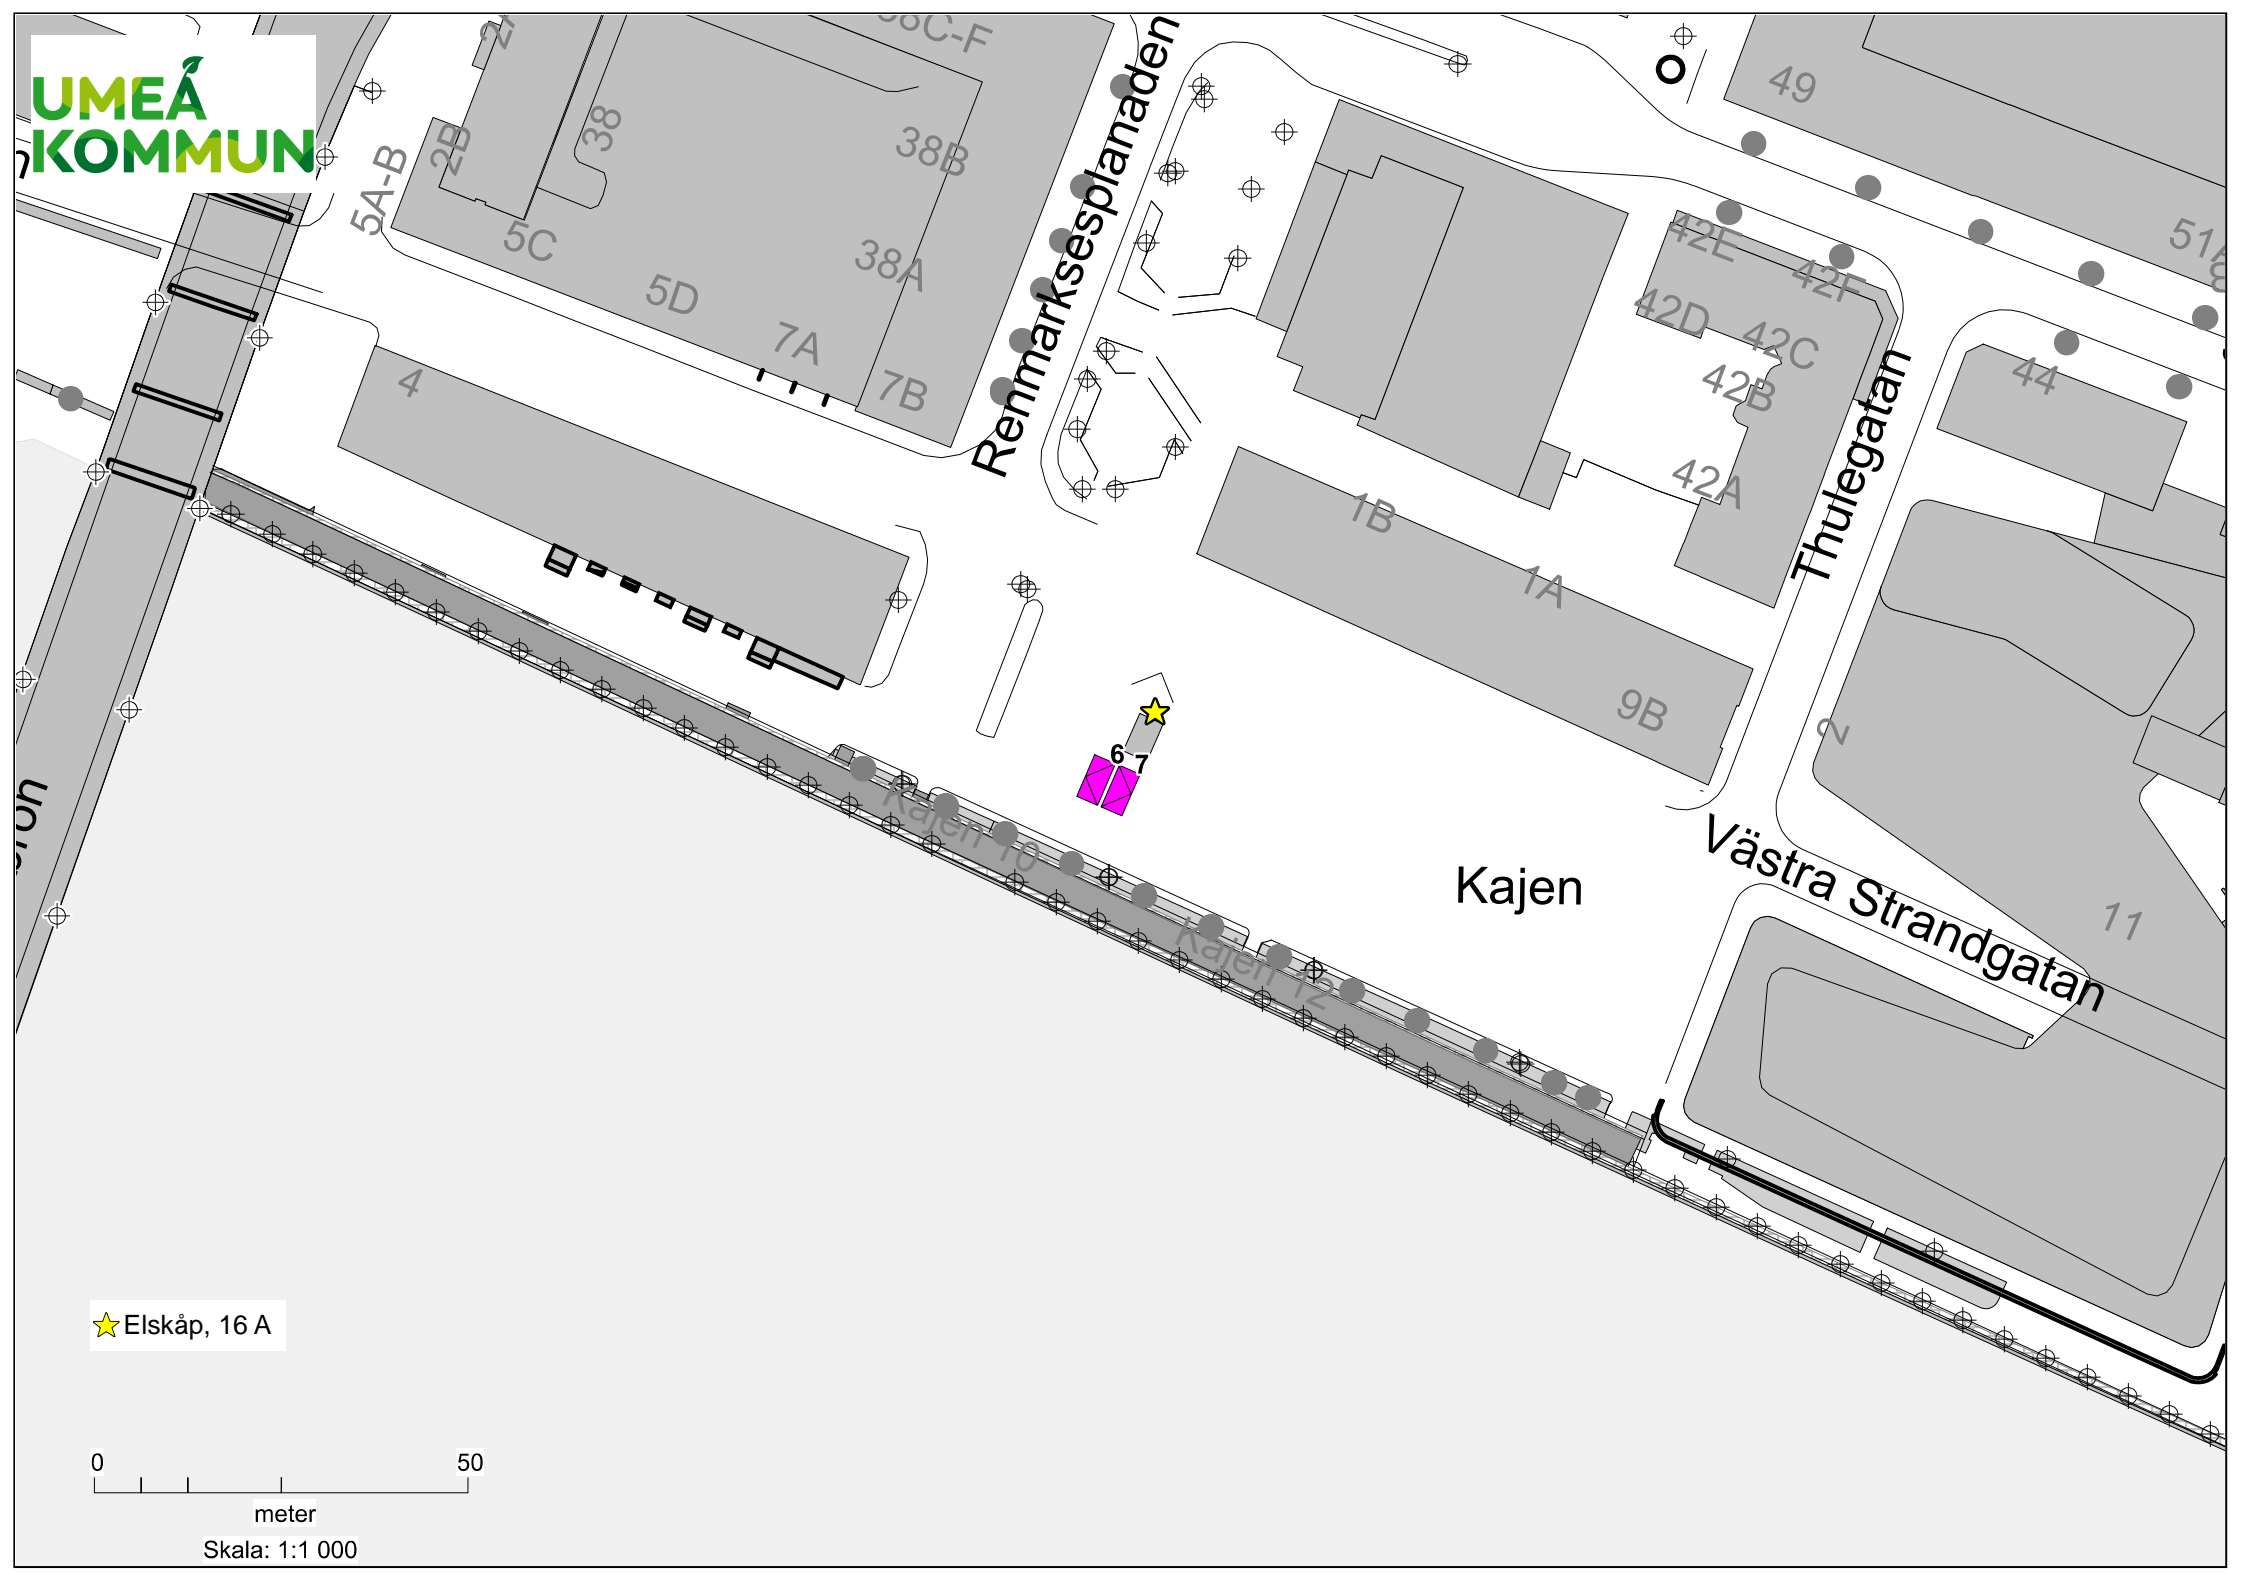 UMEÅ
KOMMUN
38C-F
49
38
38B
2B
5A-B
5C
5D
38A
7A
7B
4
Renmarksesplanaden
42E
42F
42D
42C
42B
42A
44
Thulegatan
1B
1A
9B
2
11
6
7
Kajen 10
Kajen 12
Kajen
Västra Strandgatan
Elskåp, 16 A
0
50
meter
Skala: 1:1 000